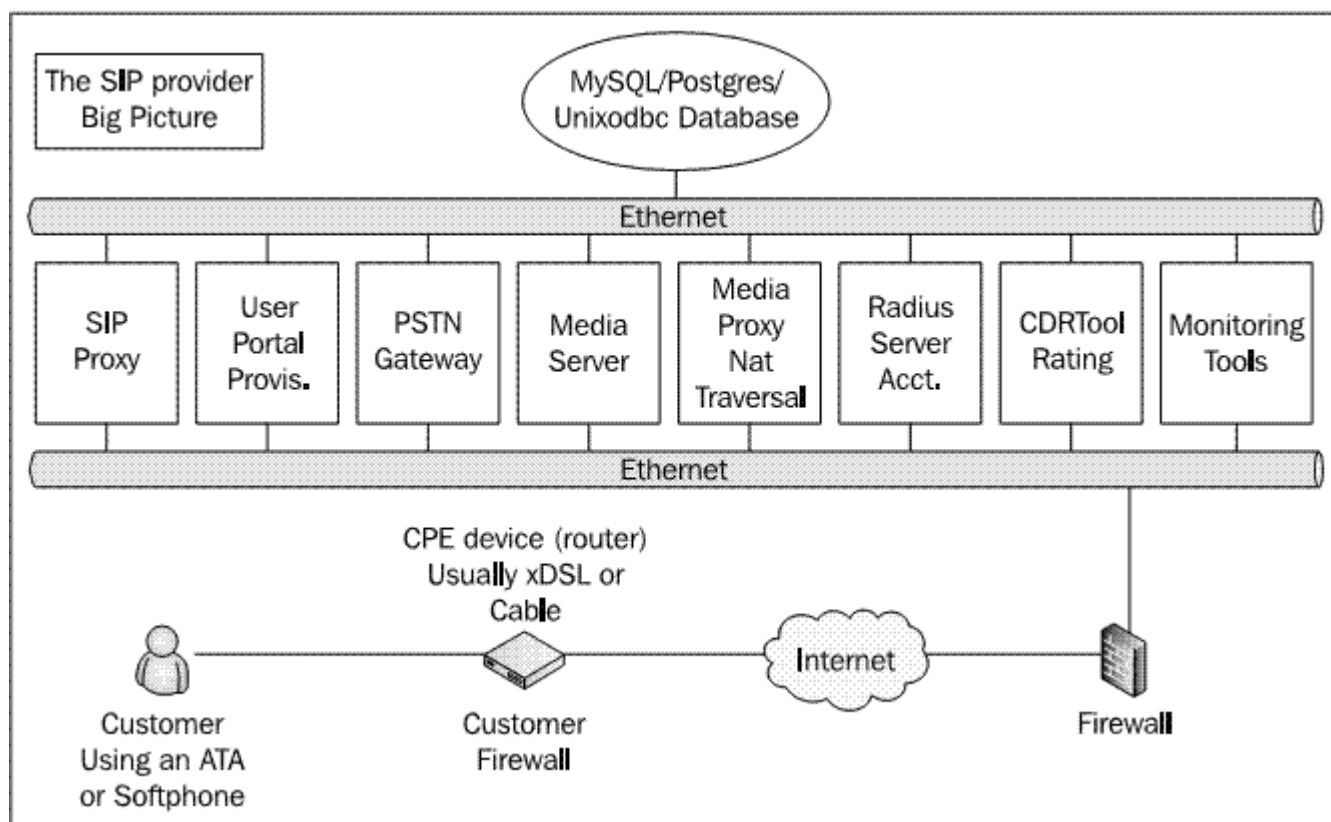 The SIP provider
Big Picture
MySQL/Postgres/
Unixodbc Database
Ethernet
SIP
Proxy
User
Portal
Provis.
PSTN
Gateway
Media
Server
Media
Proxy
Nat
Traversal
Radius
Server
Acct.
CDRTool
Rating
Monitoring
Tools
Ethernet
CPE device (router)
Usually xDSL or
Cable
Internet
Customer
Using an ATA
or Softphone
Customer
Firewall
Firewall